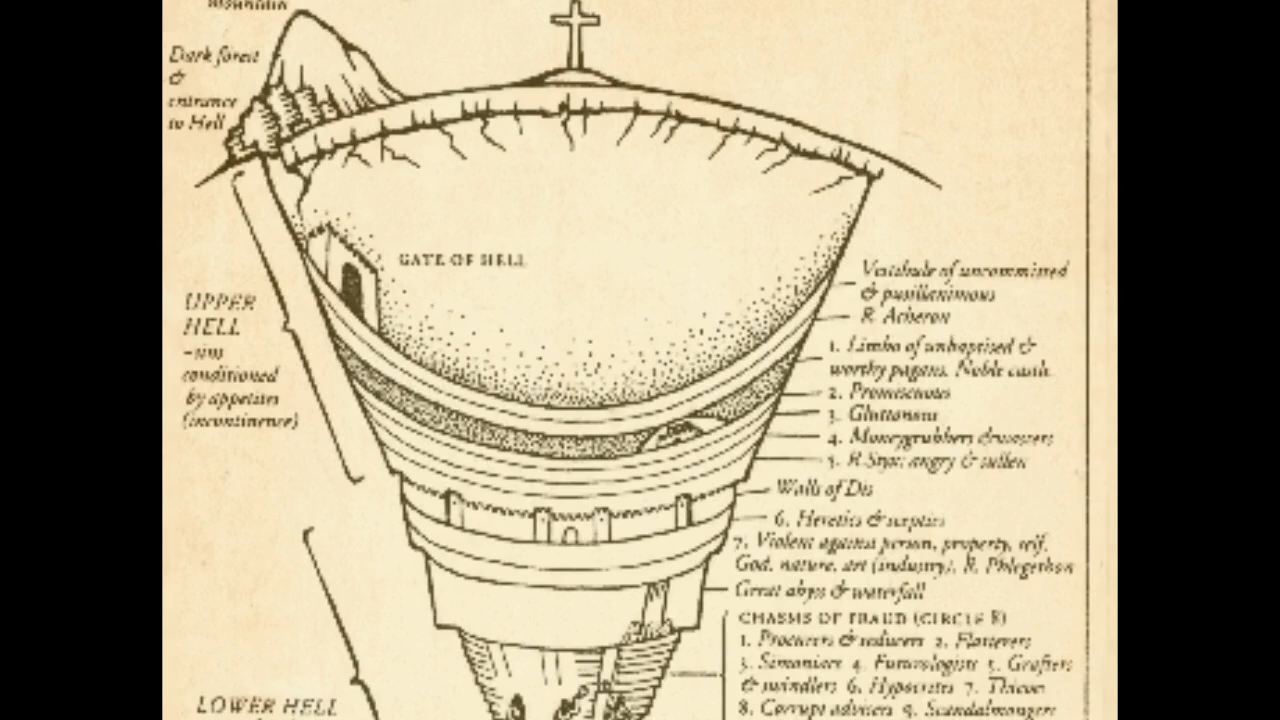 mountain
Dark forest
&
entrance
to Hell
GATE OF HELL
UPPER
HELL
-sins
conditioned
by appetites
(incontinence)
Vestibule of uncommitted
& pusillanimous
R. Acheron
1. Limbo of unbaptised &
worthy pagans. Noble castle.
2. Promiscuous
3. Gluttonous
4. Moneygrubbers & wasters
5. R. Styx: angry & sullen
Walls of Dis
6. Heretics & sceptics
7. Violent against person, property, self,
God, nature, art (industry). R. Phlegethon
Great abyss & waterfall
CHASMS OF FRAUD (CIRCLE 8)
1. Procurers & seducers 2. Flatterers
3. Simoniacs 4. Futurologists 5. Grafters
& swindlers 6. Hypocrites 7. Thieves
8. Corrupt advisers 9. Scandalmongers
LOWER HELL